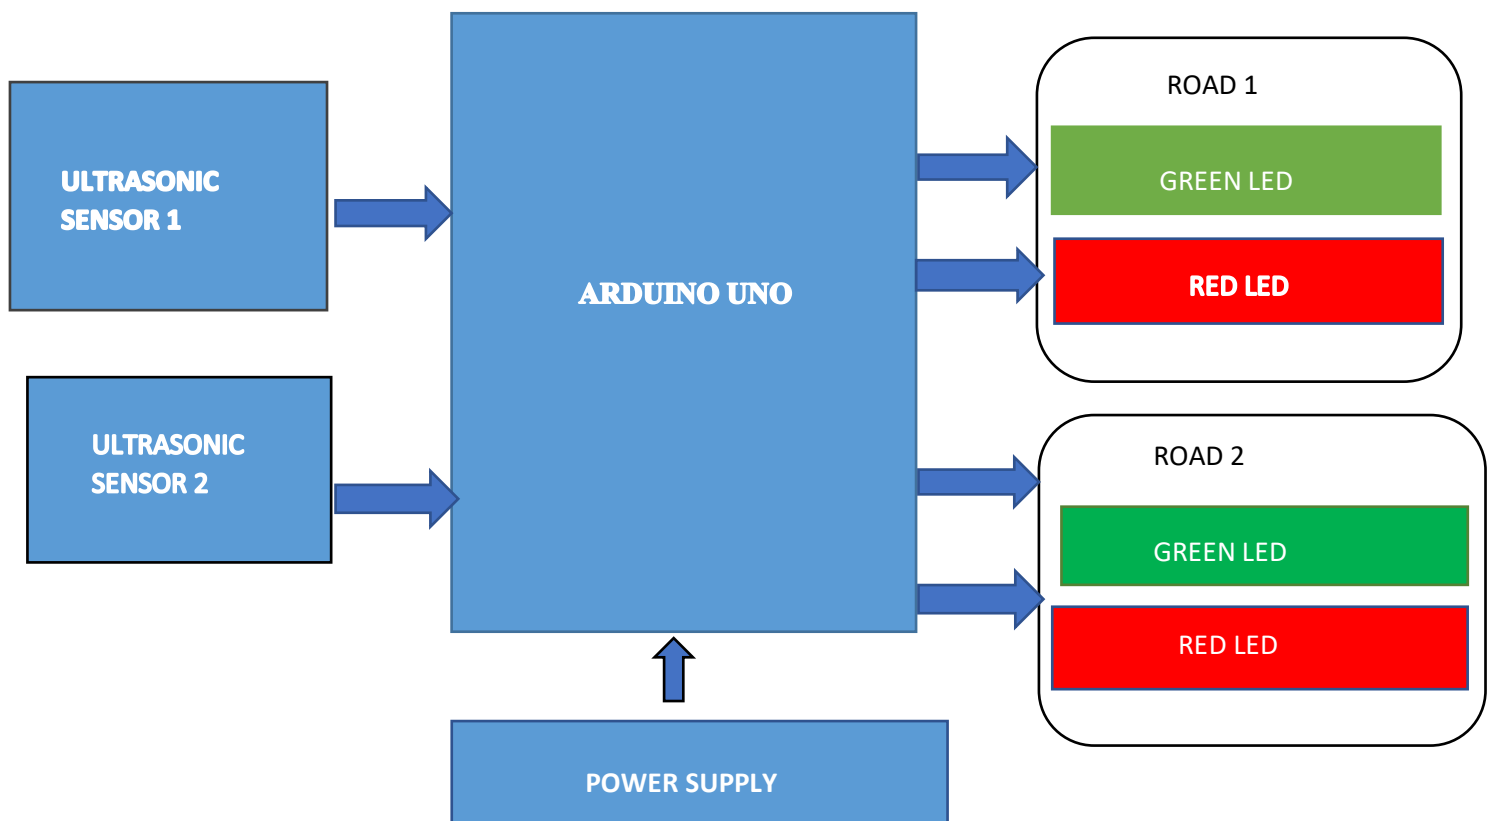 ULTRASONIC
SENSOR 1
ULTRASONIC
SENSOR 2
ARDUINO UNO
POWER SUPPLY
ROAD 1
GREEN LED
RED LED
ROAD 2
GREEN LED
RED LED